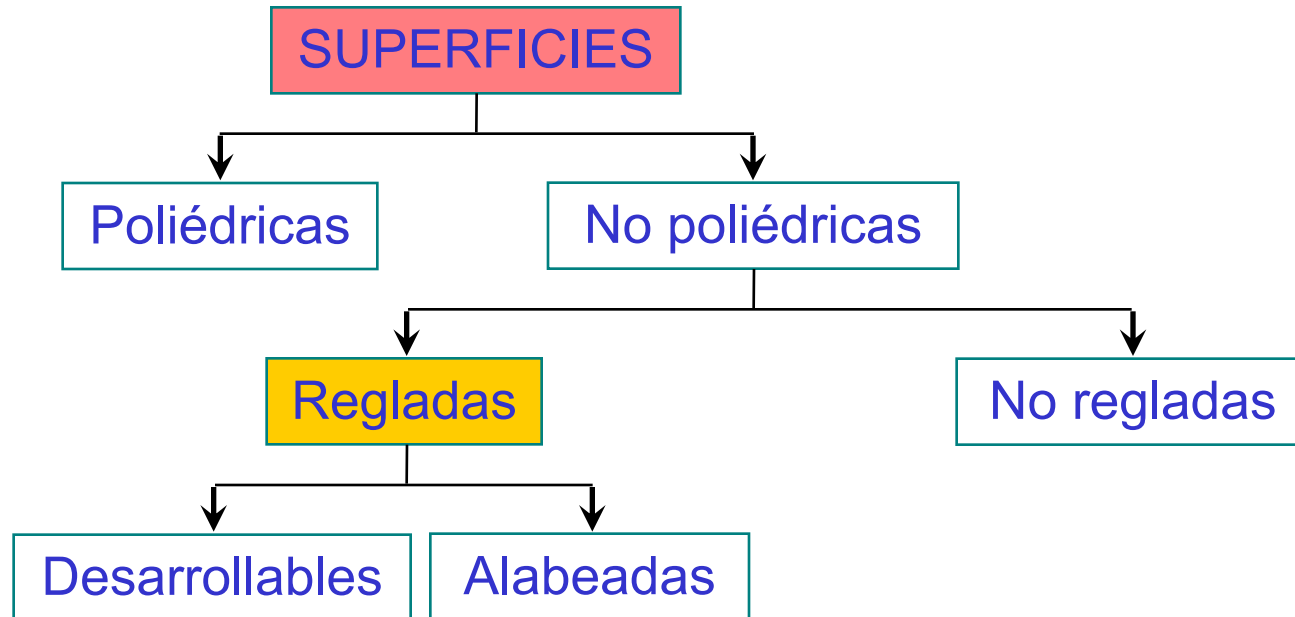 SUPERFICIES
Poliédricas
No poliédricas
Regladas
No regladas
Desarrollables
Alabeadas